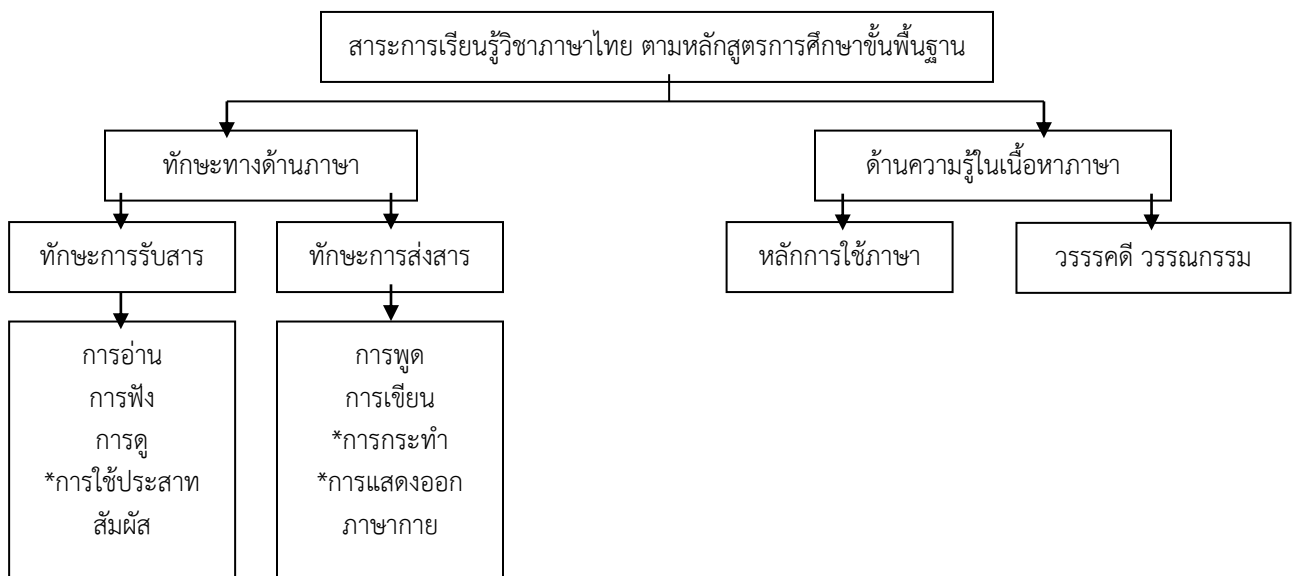 สาระการเรียนรู้วิชาภาษาไทย ตามหลักสูตรการศึกษาขั้นพื้นฐาน
ทักษะทางด้านภาษา
ด้านความรู้ในเนื้อหาภาษา
ทักษะการรับสาร
ทักษะการส่งสาร
หลักการใช้ภาษา
วรรรคดี วรรณกรรม
การอ่าน
การฟัง
การดู
*การใช้ประสาท
สัมผัส
การพูด
การเขียน
*การกระทำ
*การแสดงออก
ภาษากาย